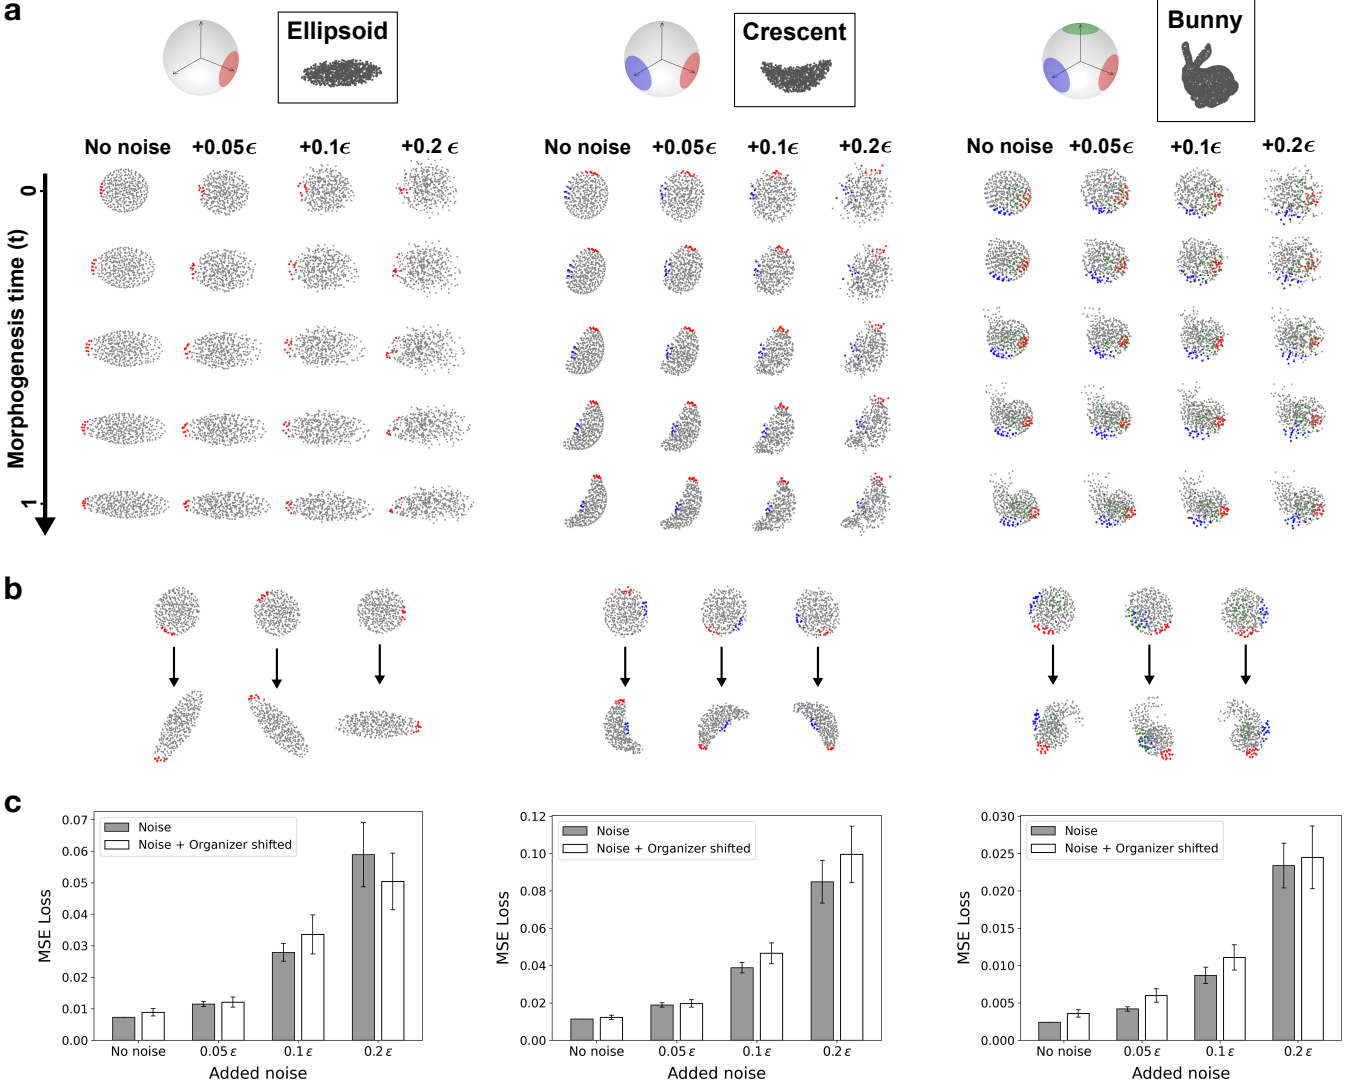 a
Ellipsoid
Crescent
Bunny
No noise +0.05ϵ +0.1ϵ +0.2 ϵ
No noise +0.05ϵ +0.1ϵ +0.2ϵ
No noise +0.05ϵ +0.1ϵ +0.2ϵ
Morphogenesis time (t)
0
1
b
c
MSE Loss
0.07
0.06
0.05
0.04
0.03
0.02
0.01
0.00
Noise
Noise + Organizer shifted
No noise 0.05 ε 0.1 ε 0.2 ε
Added noise
MSE Loss
0.12
0.10
0.08
0.06
0.04
0.02
0.00
Noise
Noise + Organizer shifted
No noise 0.05 ε 0.1 ε 0.2 ε
Added noise
MSE Loss
0.030
0.025
0.020
0.015
0.010
0.005
0.000
Noise
Noise + Organizer shifted
No noise 0.05 ε 0.1 ε 0.2 ε
Added noise